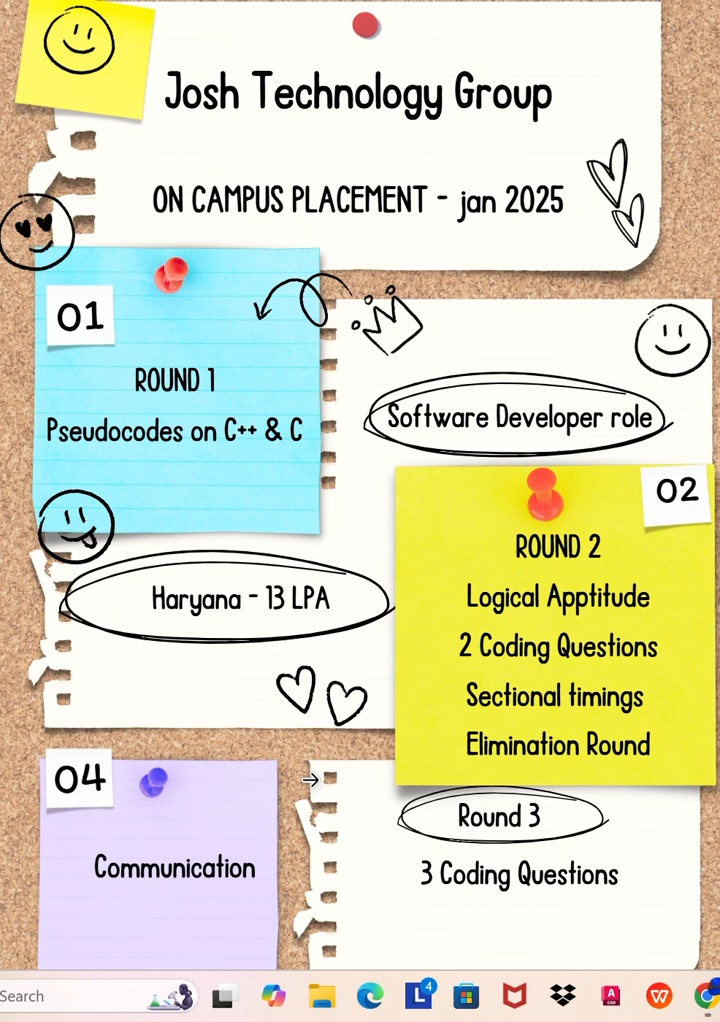 Josh Technology Group
ON CAMPUS PLACEMENT - jan 2025
01
ROUND 1
Pseudocodes on C++ & C
Software Developer role
02
ROUND 2
Logical Apptitude
2 Coding Questions
Sectional timings
Elimination Round
Haryana - 13 LPA
Round 3
3 Coding Questions
04
Communication
Search
4